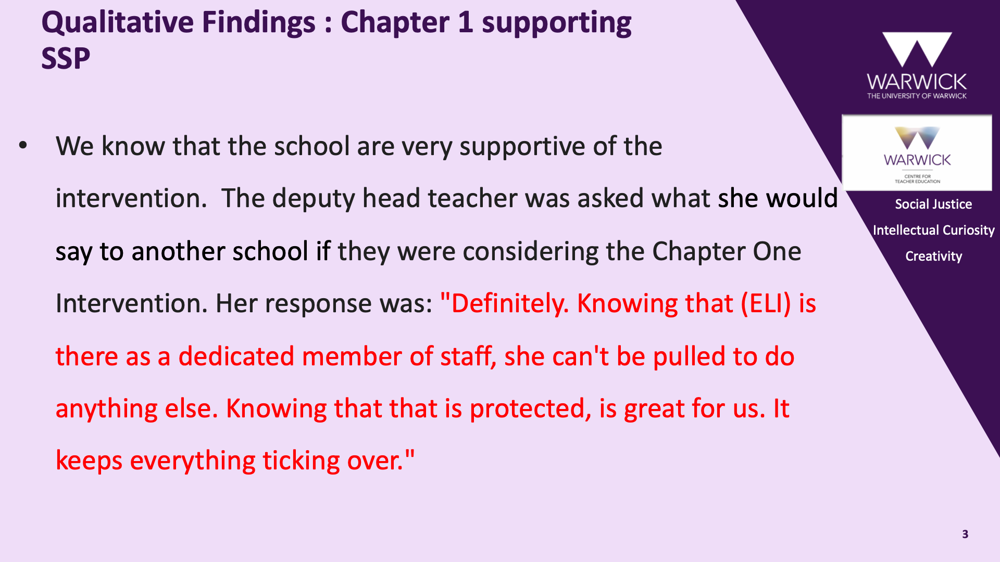 Qualitative Findings : Chapter 1 supporting
SSP
• We know that the school are very supportive of the
intervention.  The deputy head teacher was asked what she would
say to another school if they were considering the Chapter One
Intervention. Her response was: "Definitely. Knowing that (ELI) is
there as a dedicated member of staff, she can't be pulled to do
anything else. Knowing that that is protected, is great for us. It
keeps everything ticking over."
WARWICK
THE UNIVERSITY OF WARWICK
WARWICK
CENTRE FOR
TEACHER EDUCATION
Social Justice
Intellectual Curiosity
Creativity
3